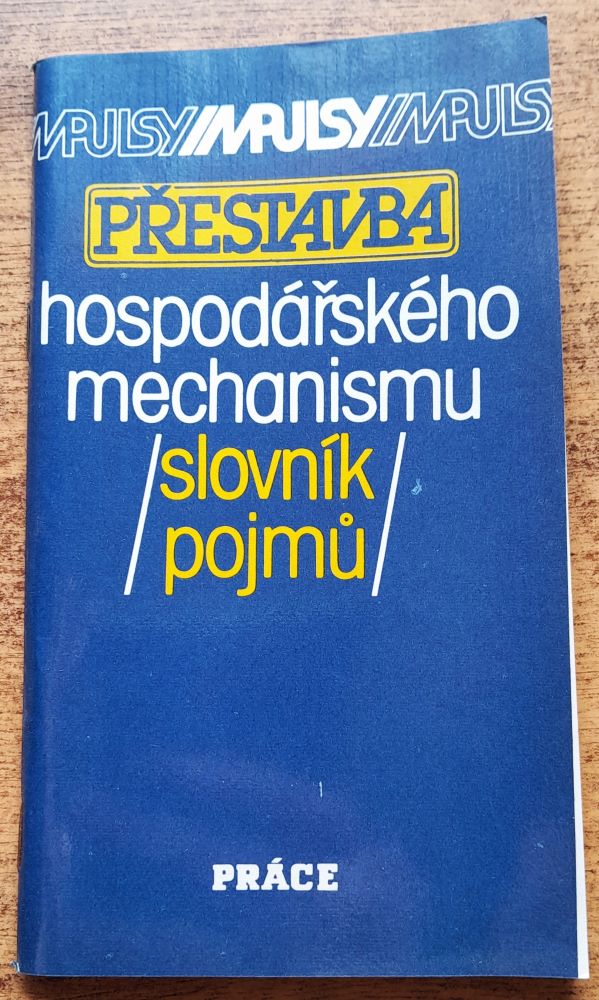 IMPULSY/IMPULSY/IMPULSY
PŘESTAVBA
hospodářského
mechanismu
/slovník
pojmů/
PRÁCE